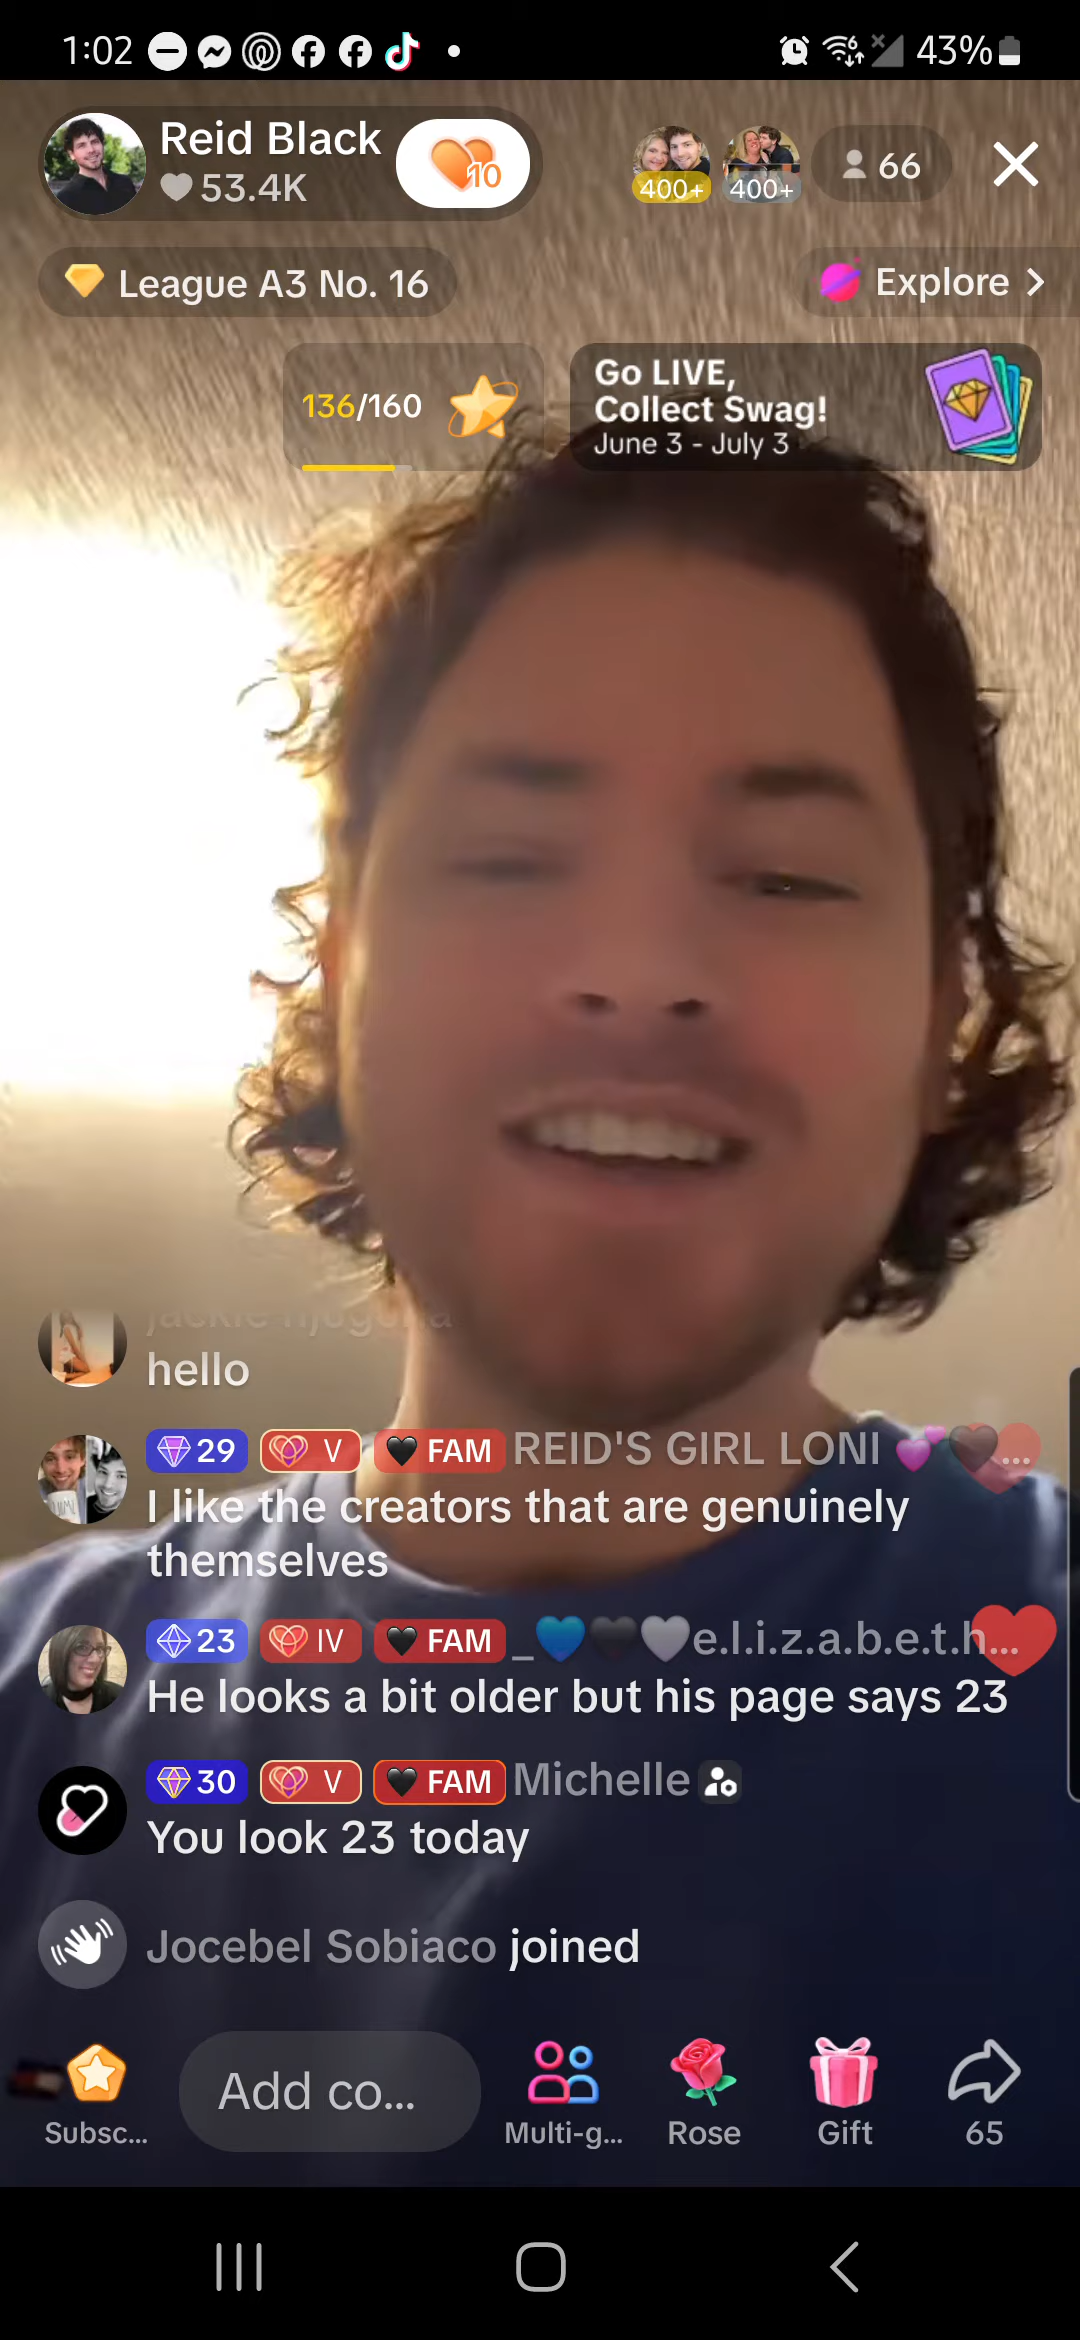 1:02
43%
Reid Black
53.4K
10
400+
400+
66
League A3 No. 16
Explore >
136/160
Go LIVE,
Collect Swag!
June 3 - July 3
hello
29 V FAM REID'S GIRL LONI 💕🖤...
I like the creators that are genuinely
themselves
23 IV FAM _💙🖤🤍e.l.i.z.a.b.e.t.h...
He looks a bit older but his page says 23
30 V FAM Michelle
You look 23 today
Jocebel Sobiaco joined
Add co...
Subsc...
Multi-g...
Rose
Gift
65